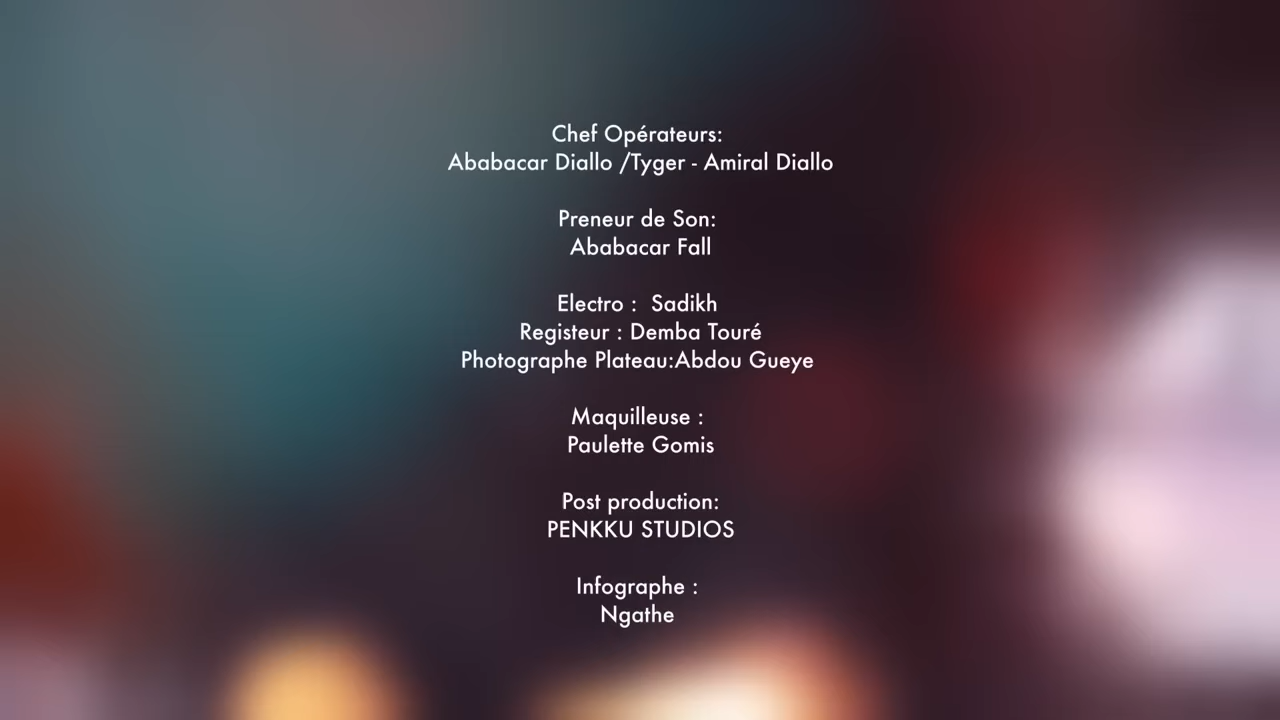 Chef Opérateurs:
Ababacar Diallo /Tyger - Amiral Diallo
Preneur de Son:
Ababacar Fall
Electro :  Sadikh
Registeur : Demba Touré
Photographe Plateau:Abdou Gueye
Maquilleuse :
Paulette Gomis
Post production:
PENKKU STUDIOS
Infographe :
Ngathe